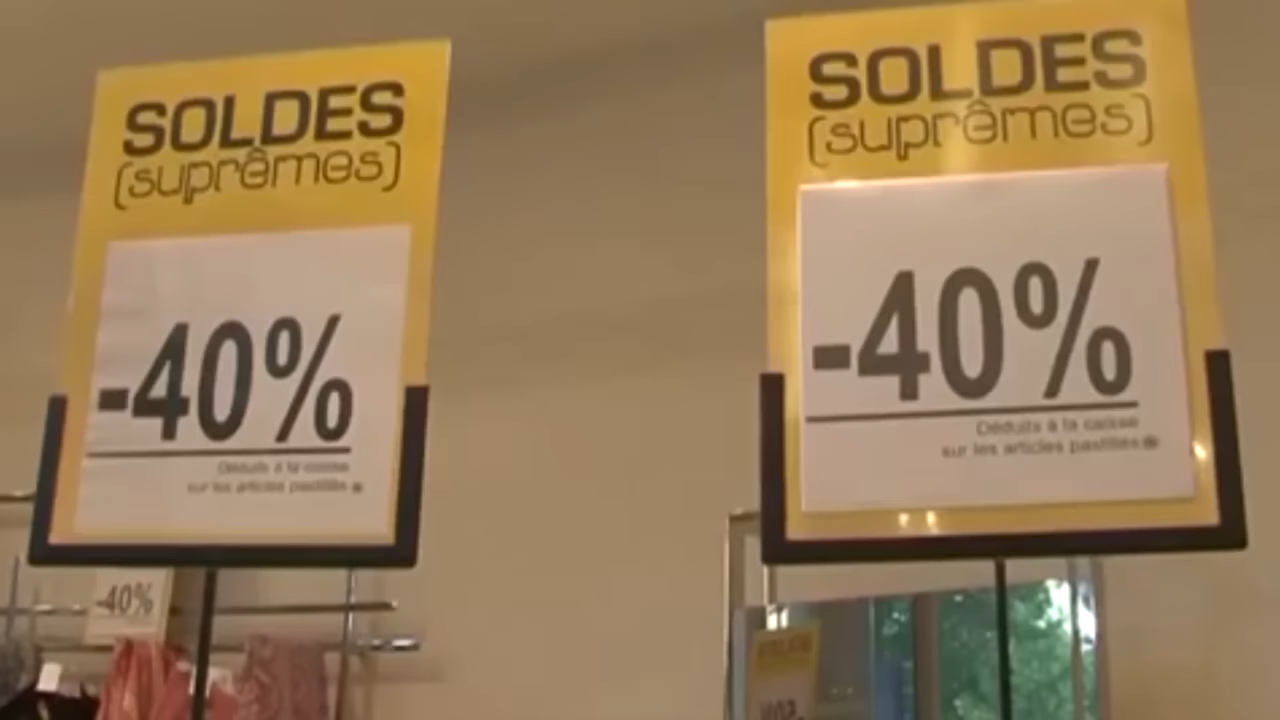 SOLDES
(suprêmes)
-40%
Déduits à la caisse
sur les articles pastillés
SOLDES
(suprêmes)
-40%
Déduits à la caisse
sur les articles pastillés
-40%